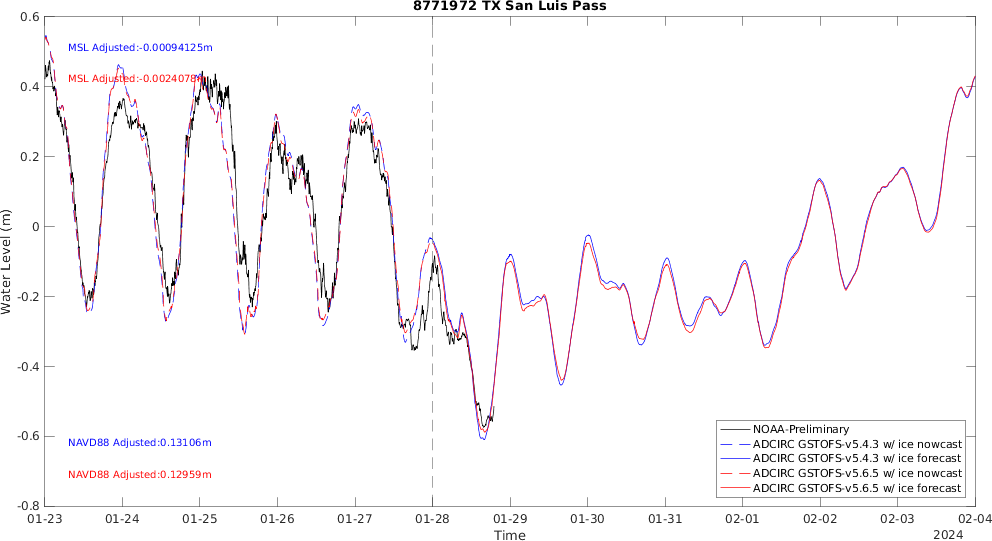 8771972 TX San Luis Pass
0.6
0.4
0.2
0
-0.2
-0.4
-0.6
-0.8
Water Level (m)
MSL Adjusted:-0.00094125m
MSL Adjusted:-0.0024078m
NAVD88 Adjusted:0.13106m
NAVD88 Adjusted:0.12959m
NOAA-Preliminary
ADCIRC GSTOFS-v5.4.3 w/ ice nowcast
ADCIRC GSTOFS-v5.4.3 w/ ice forecast
ADCIRC GSTOFS-v5.6.5 w/ ice nowcast
ADCIRC GSTOFS-v5.6.5 w/ ice forecast
01-23 01-24 01-25 01-26 01-27 01-28 01-29 01-30 01-31 02-01 02-02 02-03 02-04
Time
2024